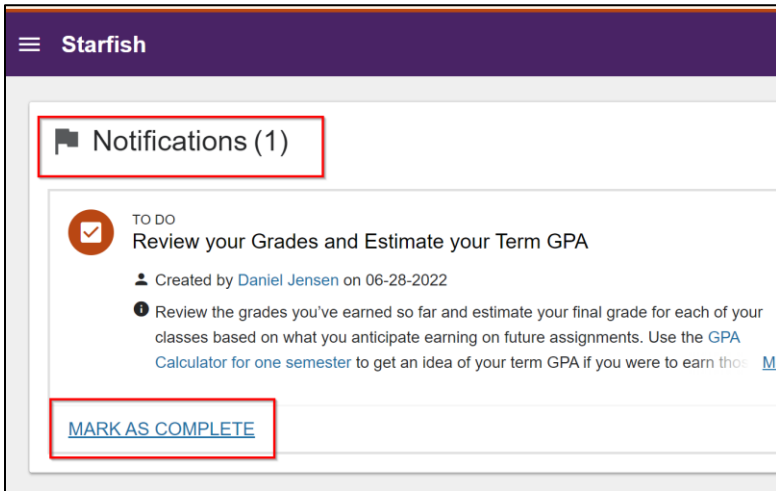 Starfish
Notifications (1)
TO DO
Review your Grades and Estimate your Term GPA
Created by Daniel Jensen on 06-28-2022
Review the grades you've earned so far and estimate your final grade for each of your
classes based on what you anticipate earning on future assignments. Use the GPA
Calculator for one semester to get an idea of your term GPA if you were to earn
MARK AS COMPLETE